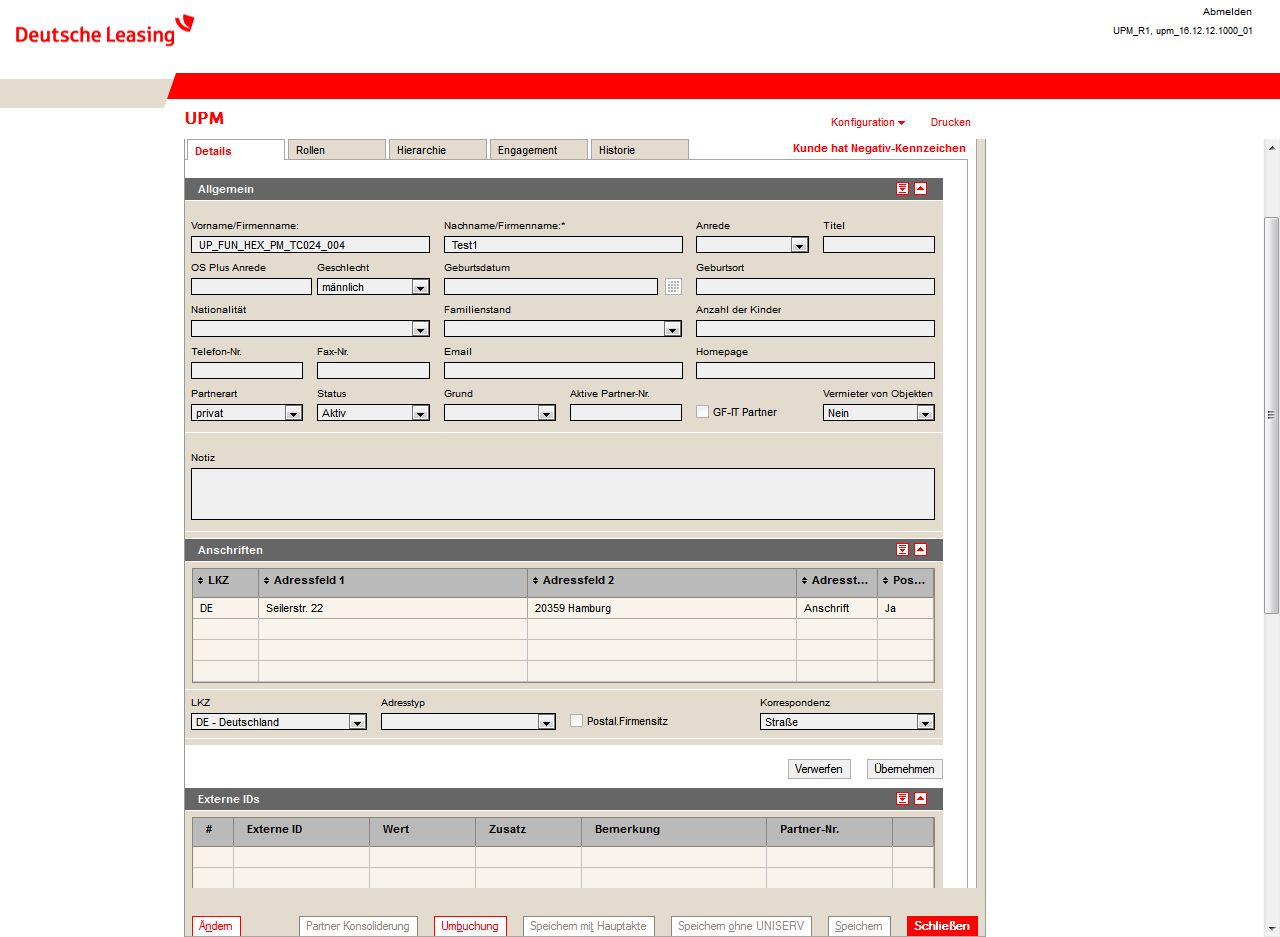 Deutsche Leasing
Abmelden
UPM_R1, upm_16.12.12.1000_01
UPM
Konfiguration Drucken
Details Rollen Hierarchie Engagement Historie Kunde hat Negativ-Kennzeichen
Allgemein
Vorname/Firmenname: Nachname/Firmenname:* Anrede Titel
UP_FUN_HEX_PM_TC024_004 Test1
OS Plus Anrede Geschlecht Geburtsdatum Geburtsort
männlich
Nationalität Familienstand Anzahl der Kinder
Telefon-Nr. Fax-Nr. Email Homepage
Partnerart Status Grund Aktive Partner-Nr. Vermieter von Objekten
privat Aktiv GF-IT Partner Nein
Notiz
Anschriften
LKZ Adressfeld 1 Adressfeld 2 Adresst... Pos...
DE Seilerstr. 22 20359 Hamburg Anschrift Ja
LKZ Adresstyp Korrespondenz
DE - Deutschland Postal.Firmensitz Straße
Verwerfen Übernehmen
Externe IDs
# Externe ID Wert Zusatz Bemerkung Partner-Nr.
Ändern Partner Konsolidierung Umbuchung Speichern mit Hauptakte Speichern ohne UNISERV Speichern Schließen